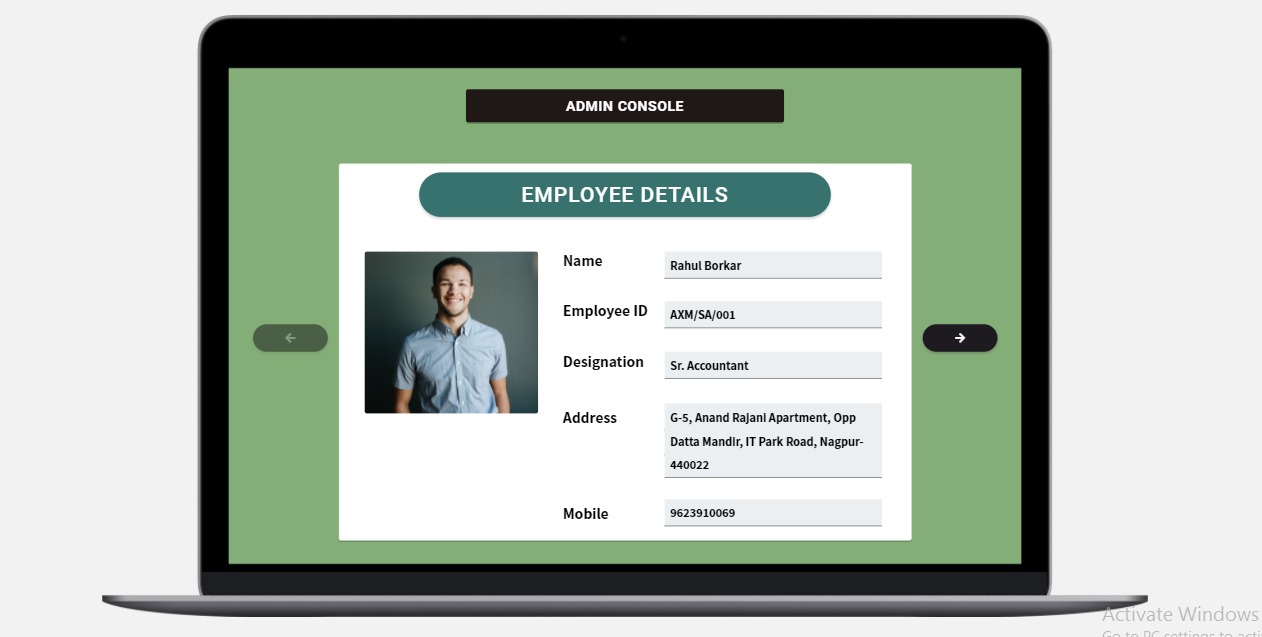 ADMIN CONSOLE
EMPLOYEE DETAILS
Name
Rahul Borkar
Employee ID
AXM/SA/001
Designation
Sr. Accountant
Address
G-5, Anand Rajani Apartment, Opp
Datta Mandir, IT Park Road, Nagpur-
440022
Mobile
9623910069
Activate Windows
Go to PC settings to acti